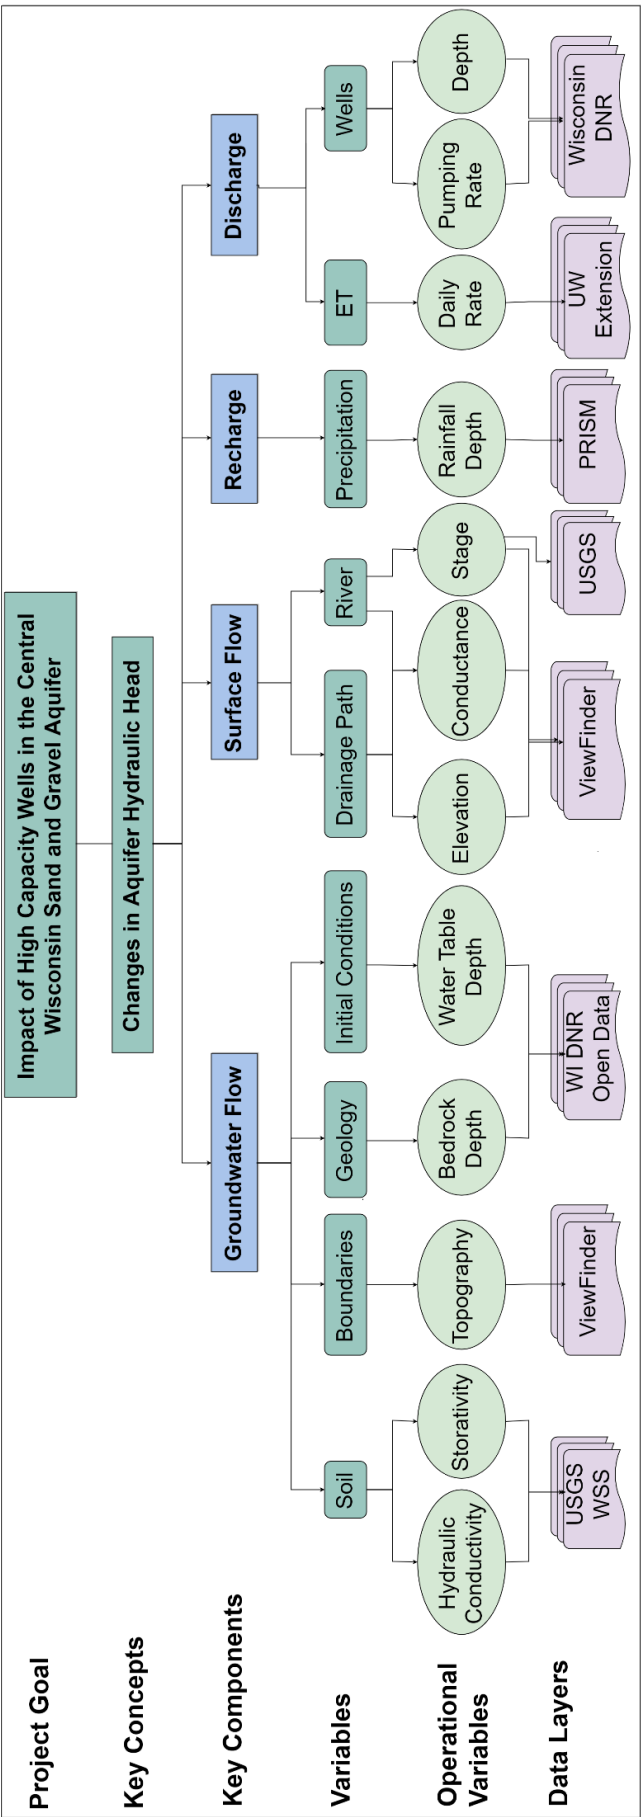 Project Goal
Impact of High Capacity Wells in the Central
Wisconsin Sand and Gravel Aquifer
Key Concepts
Changes in Aquifer Hydraulic Head
Key Components
Groundwater Flow
Surface Flow
Recharge
Discharge
Variables
Soil
Boundaries
Geology
Initial Conditions
Drainage Path
River
Precipitation
ET
Wells
Operational
Variables
Hydraulic
Conductivity
Storativity
Topography
Bedrock
Depth
Water Table
Depth
Elevation
Conductance
Stage
Rainfall
Depth
Daily
Rate
Pumping
Rate
Depth
Data Layers
USGS
WSS
ViewFinder
WI DNR
Open Data
ViewFinder
USGS
PRISM
UW
Extension
Wisconsin
DNR